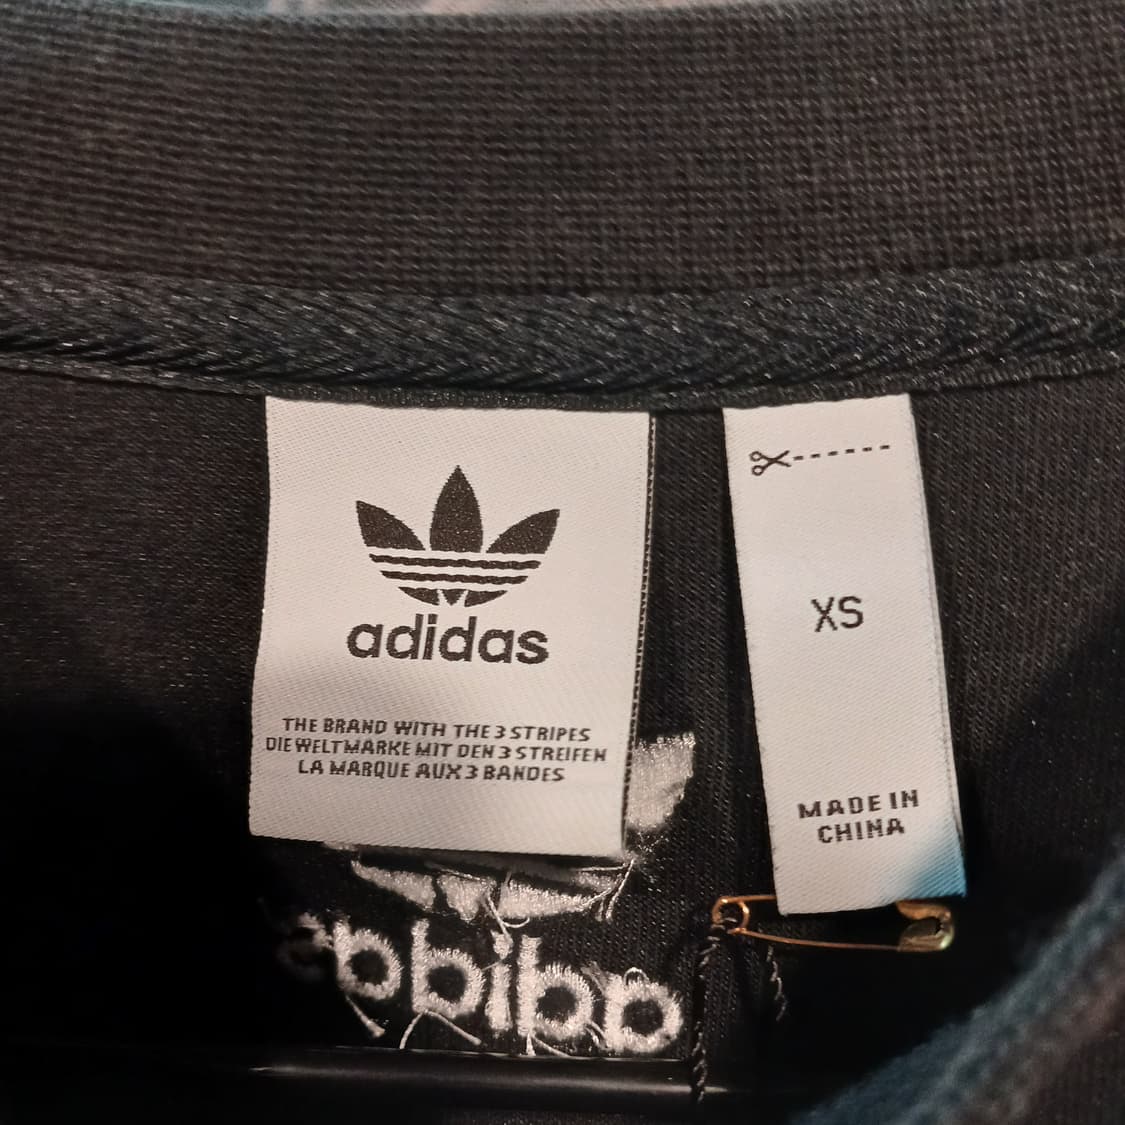 adidas
THE BRAND WITH THE 3 STRIPES
DIE WELTMARKE MIT DEN 3 STREIFEN
LA MARQUE AUX 3 BANDES
XS
MADE IN
CHINA
adidas